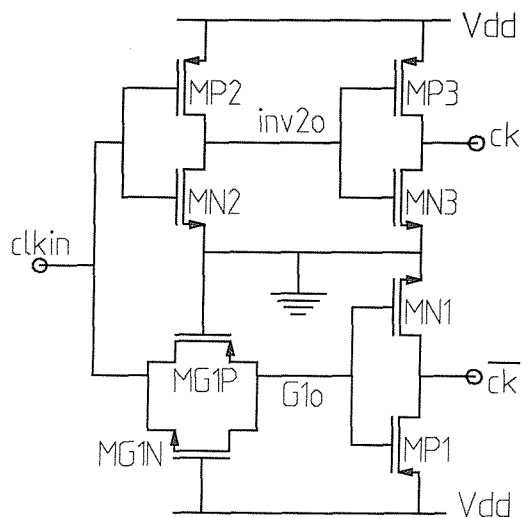 Vdd
MP2
MP3
inv2o
ck
MN2
MN3
clkin
MN1
MG1P
G1o
ck
MG1N
MP1
Vdd